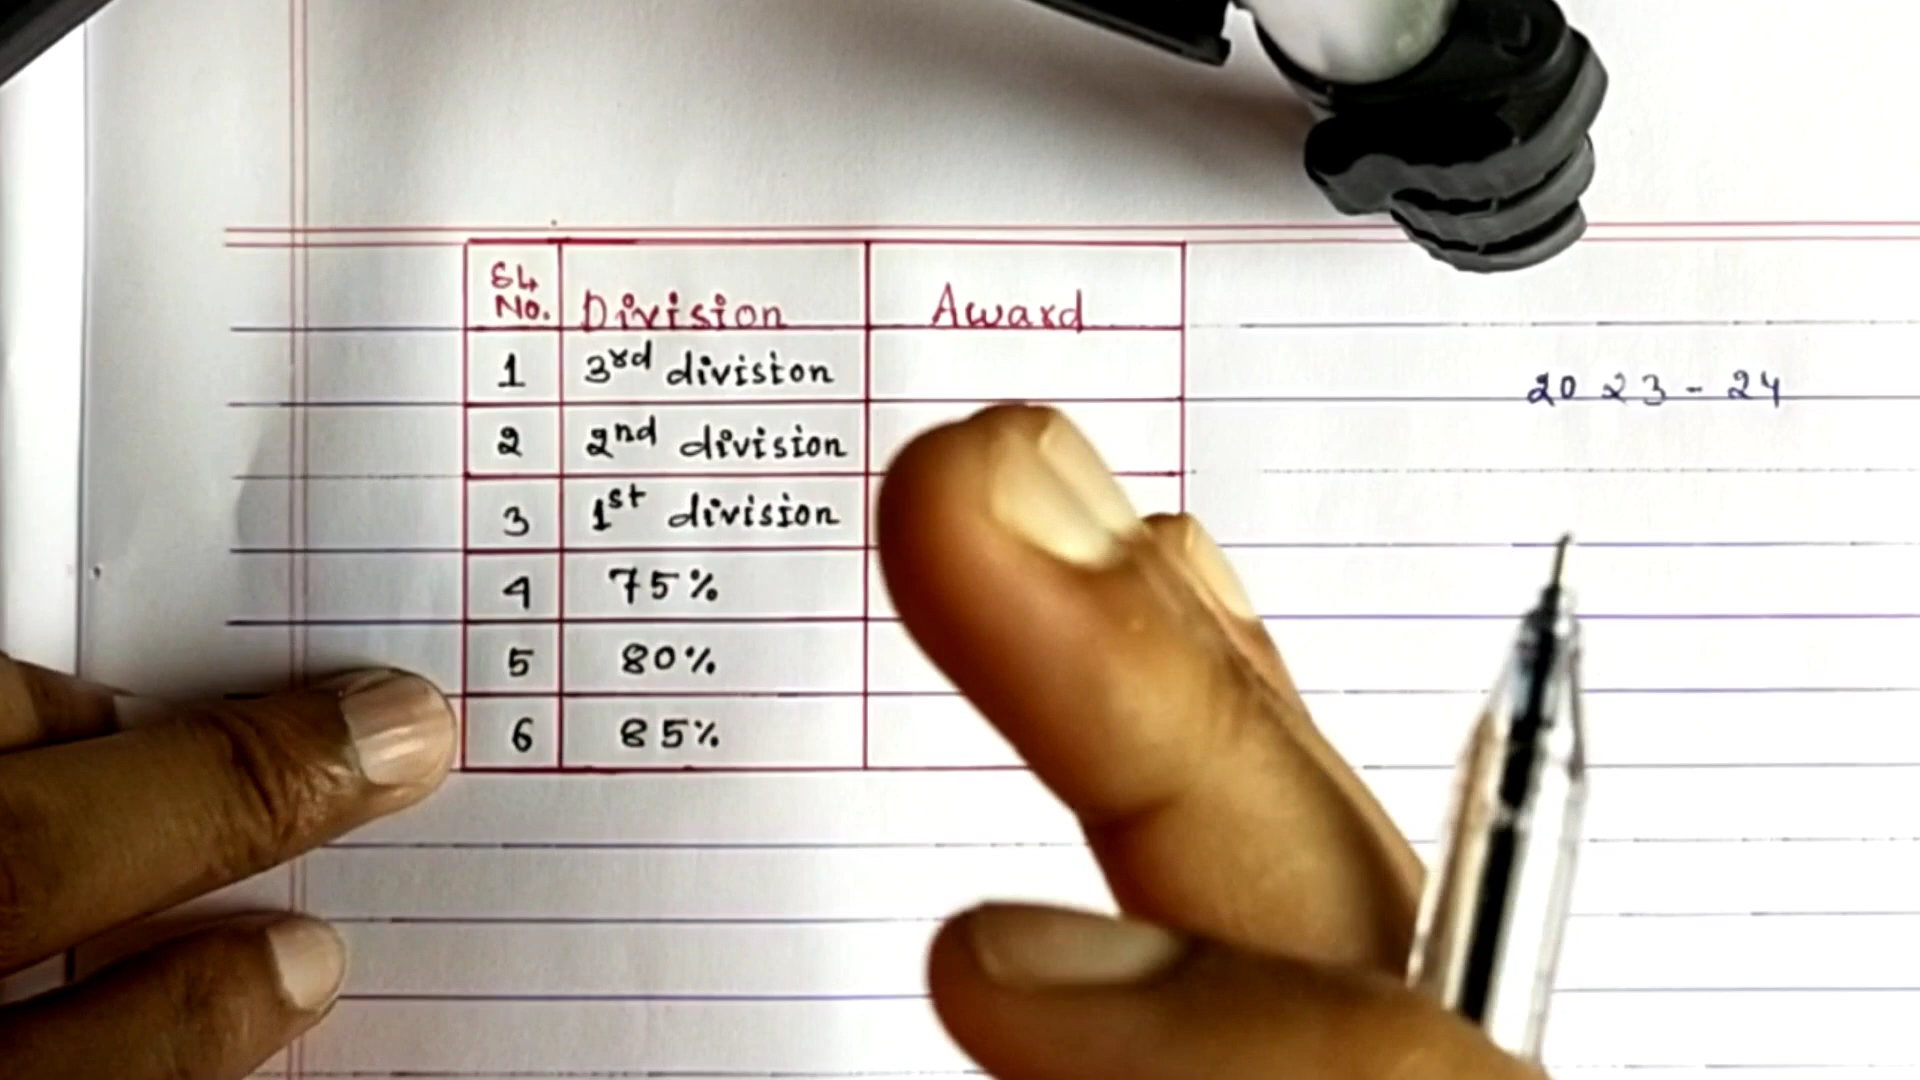 SL
No. Division Award
1 3rd division
2 2nd division
3 1st division
4 75%
5 80%
6 85%
2023-24